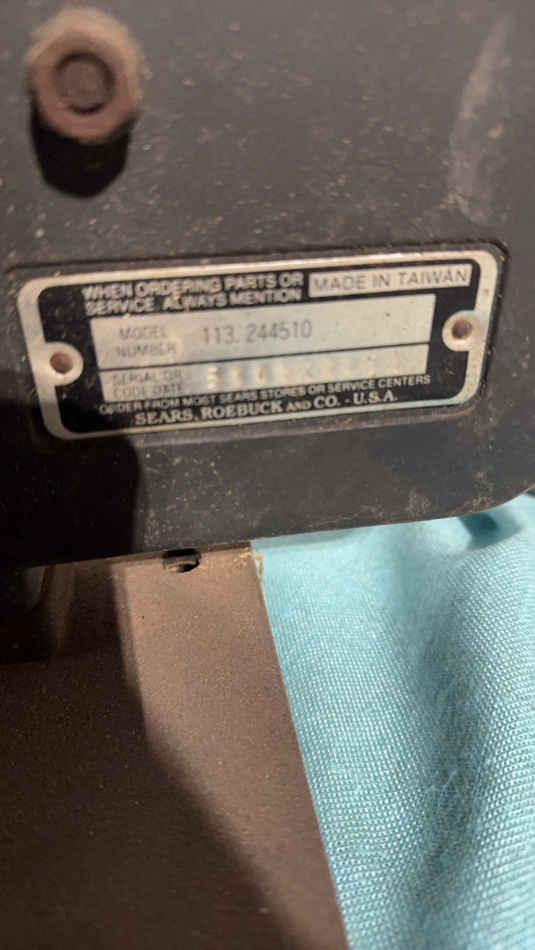 WHEN ORDERING PARTS OR
SERVICE, ALWAYS MENTION
MADE IN TAIWAN
MODEL
NUMBER
113. 244510
SERIAL OR
CODE DATE
ORDER FROM MOST SEARS STORES OR SERVICE CENTERS
SEARS, ROEBUCK AND CO. - U.S.A.